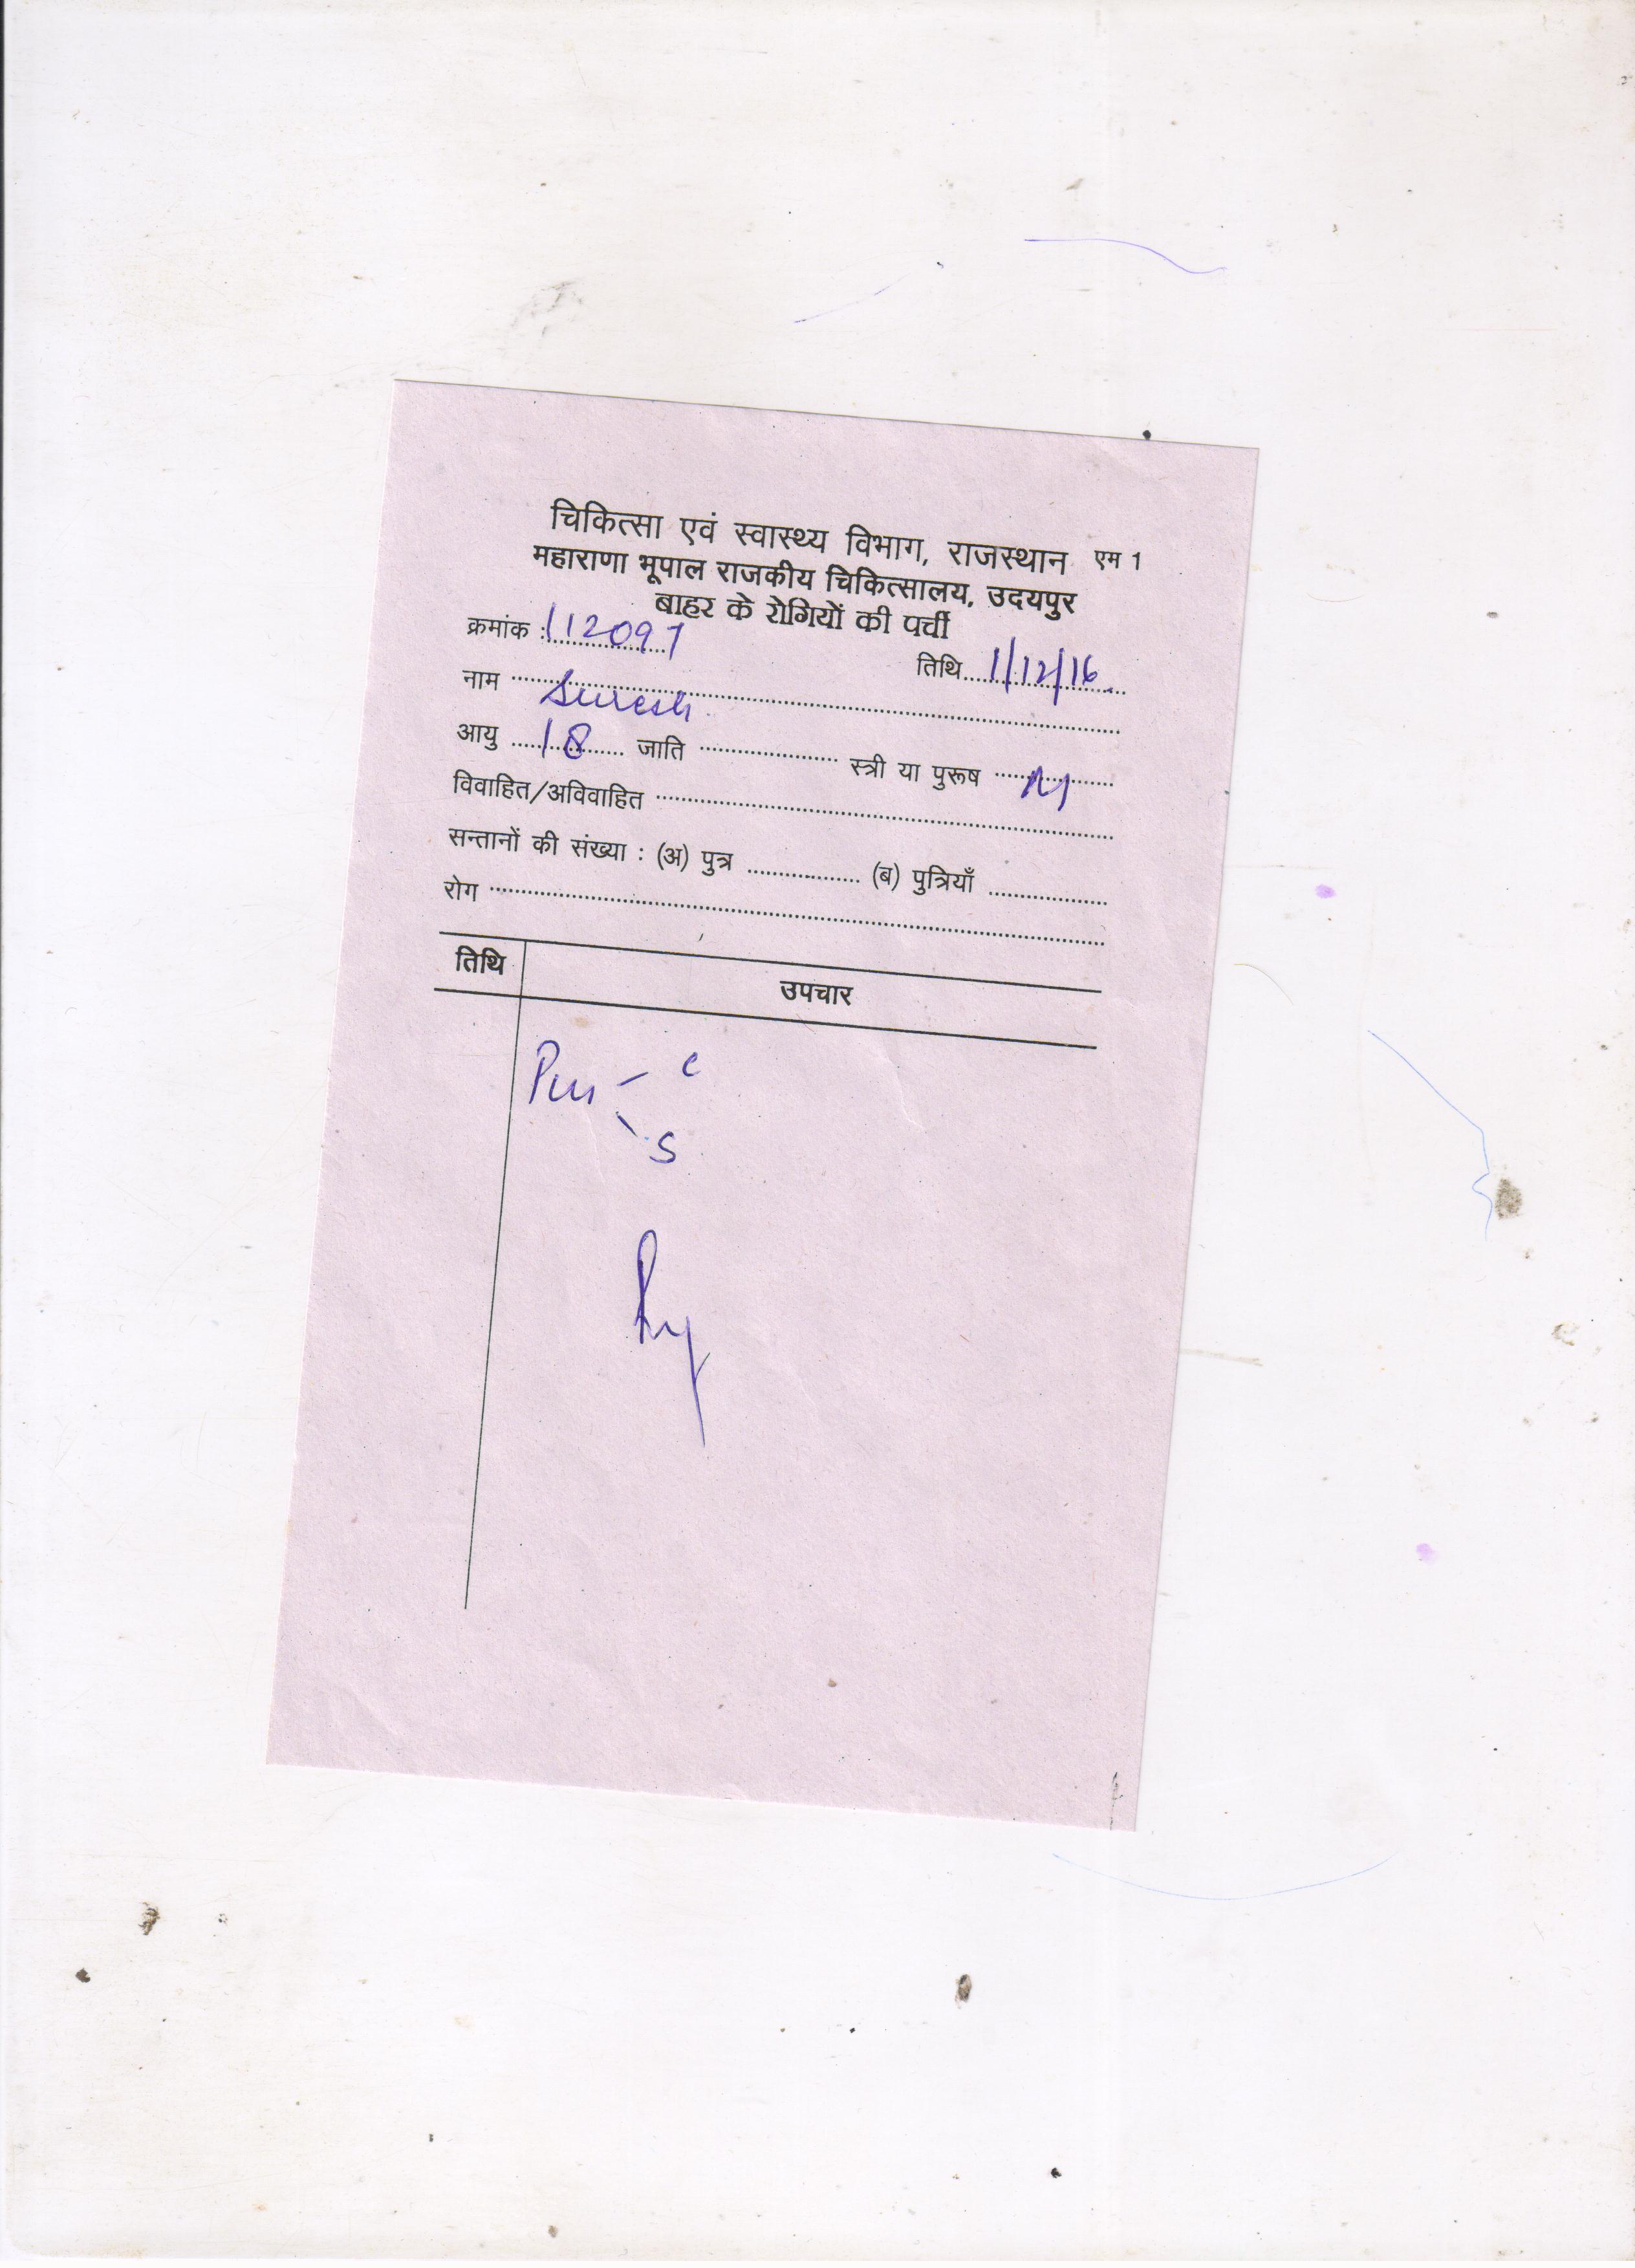 चिकित्सा एवं स्वास्थ्य विभाग, राजस्थान एम 1
महाराणा भूपाल राजकीय चिकित्सालय, उदयपुर
बाहर के रोगियों की पर्ची
क्रमांक : 112097
तिथि 1/12/16
नाम Suresh
आयु 18 जाति स्त्री या पुरूष M
विवाहित/अविवाहित
सन्तानों की संख्या : (अ) पुत्र (ब) पुत्रियाँ
रोग
तिथि उपचार
Pus - c
s